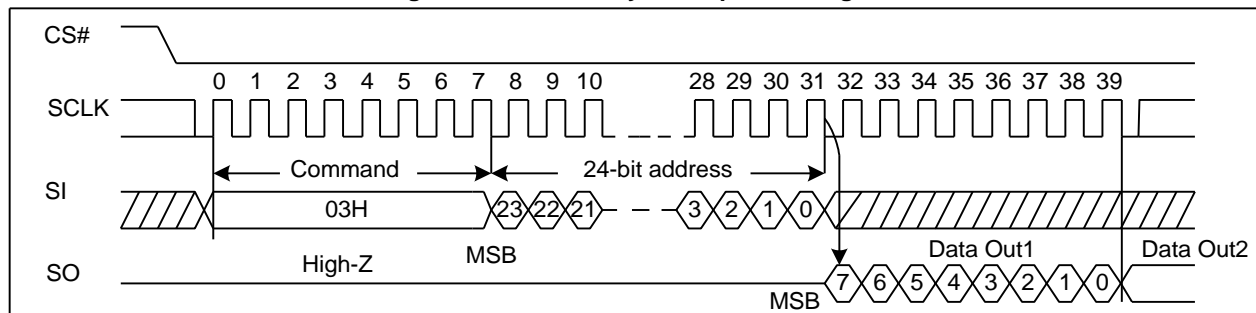 CS#
0 1 2 3 4 5 6 7 8 9 10 28 29 30 31 32 33 34 35 36 37 38 39
SCLK
Command 24-bit address
SI
03H 23 22 21 3 2 1 0
High-Z MSB Data Out1 Data Out2
SO
7 6 5 4 3 2 1 0
MSB